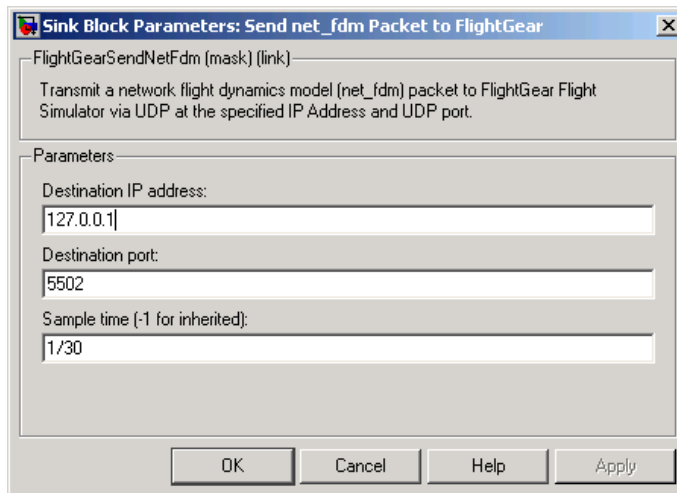 Sink Block Parameters: Send net_fdm Packet to FlightGear
FlightGearSendNetFdm (mask) (link)
Transmit a network flight dynamics model (net_fdm) packet to FlightGear Flight
Simulator via UDP at the specified IP Address and UDP port.
Parameters
Destination IP address:
127.0.0.1
Destination port:
5502
Sample time (-1 for inherited):
1/30
OK Cancel Help Apply